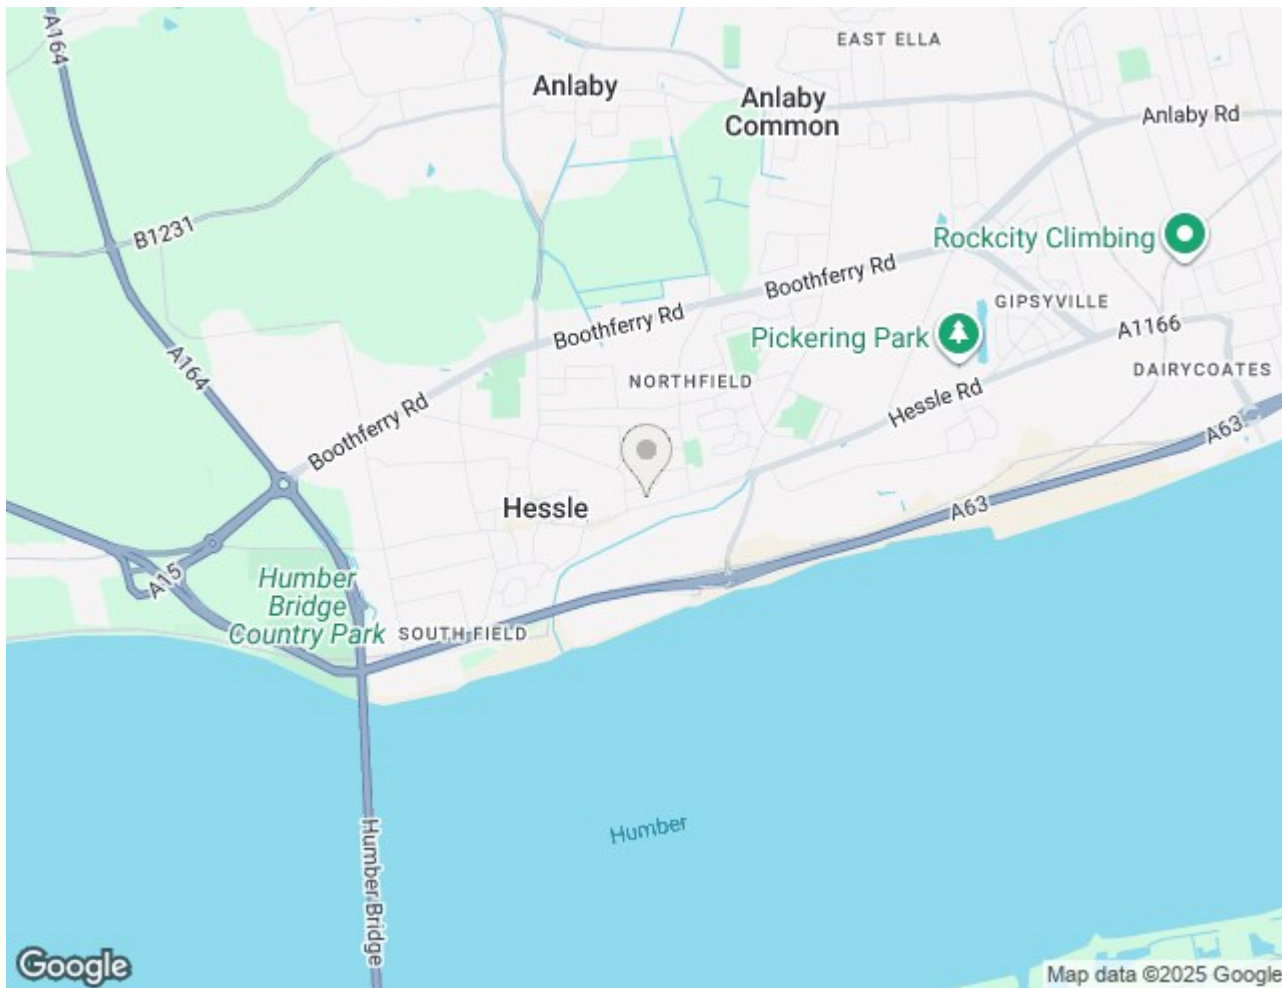 A164
EAST ELLA
Anlaby
Anlaby
Common
Anlaby Rd
B1231
Rockcity Climbing
Boothferry Rd
GIPSYVILLE
Boothferry Rd
Pickering Park
A1166
A164
NORTHFIELD
DAIRYCOATES
Hessle Rd
Boothferry Rd
A63
Hessle
A63
A15
Humber
Bridge
Country Park
SOUTH FIELD
Humber
Humber Bridge
Google
Map data ©2025 Google